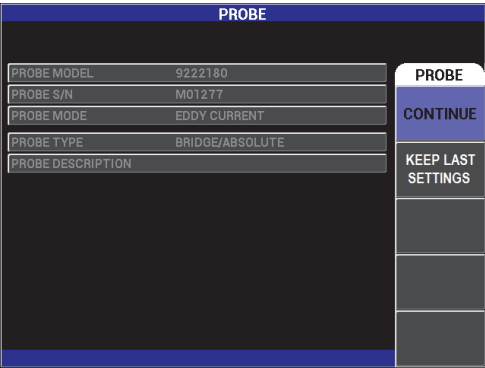 PROBE
PROBE MODEL 9222180
PROBE S/N M01277
PROBE MODE EDDY CURRENT
PROBE TYPE BRIDGE/ABSOLUTE
PROBE DESCRIPTION
PROBE
CONTINUE
KEEP LAST
SETTINGS